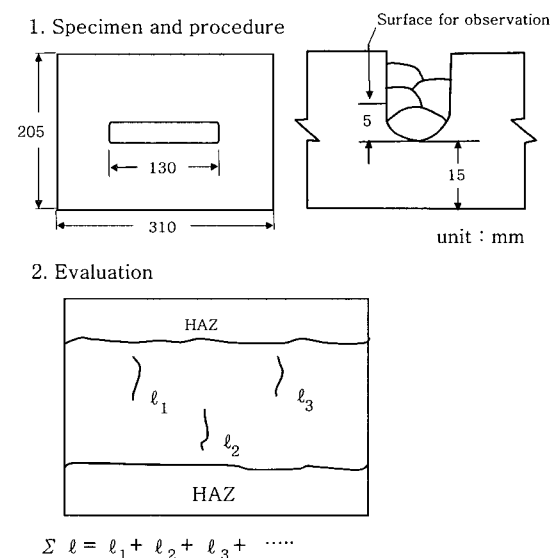 1. Specimen and procedure
Surface for observation
205
130
310
5
15
unit : mm
2. Evaluation
HAZ
ℓ1
ℓ2
ℓ3
HAZ
Σ ℓ = ℓ1 + ℓ2 + ℓ3 + ·····